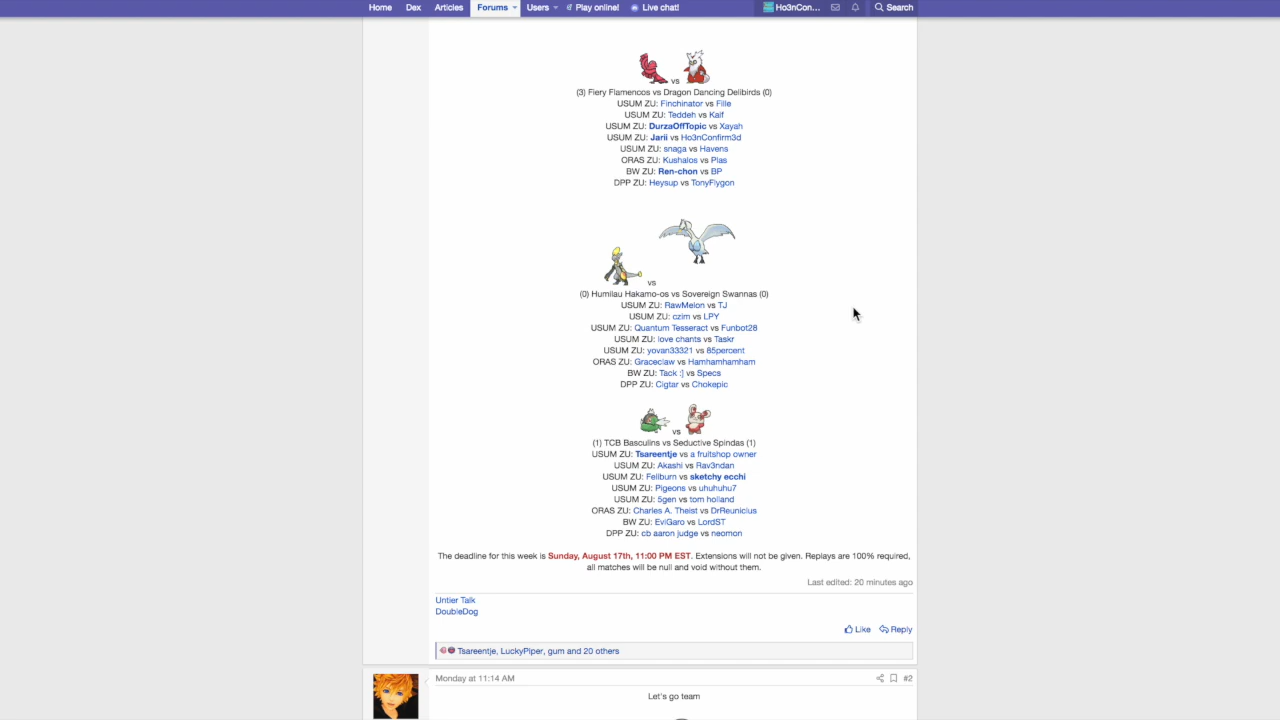 Home Dex Articles Forums Users Play online! Live chat! Ho3nCon... Search
vs
(3) Fiery Flamencos vs Dragon Dancing Delibirds (0)
USUM ZU: Finchinator vs Fille
USUM ZU: Teddeh vs Kaif
USUM ZU: DurzaOffTopic vs Xayah
USUM ZU: Jarii vs Ho3nConfirm3d
USUM ZU: snaga vs Havens
ORAS ZU: Kushalos vs Plas
BW ZU: Ren-chon vs BP
DPP ZU: Heysup vs TonyFlygon
vs
(0) Humilau Hakamo-os vs Sovereign Swannas (0)
USUM ZU: RawMelon vs TJ
USUM ZU: czim vs LPY
USUM ZU: Quantum Tesseract vs Funbot28
USUM ZU: love chants vs Taskr
USUM ZU: yovan33321 vs 85percent
ORAS ZU: Graceclaw vs Hamhamhamham
BW ZU: Tack :) vs Specs
DPP ZU: Cigtar vs Chokepic
vs
(1) TCB Basculins vs Seductive Spindas (1)
USUM ZU: Tsareentje vs a fruitshop owner
USUM ZU: Akashi vs Rav3ndan
USUM ZU: Feliburn vs sketchy ecchi
USUM ZU: Pigeons vs uhuhuhu7
USUM ZU: 5gen vs tom holland
ORAS ZU: Charles A. Theist vs DrReunicius
BW ZU: EviGaro vs LordST
DPP ZU: cb aaron judge vs neomon
The deadline for this week is Sunday, August 17th, 11:00 PM EST. Extensions will not be given. Replays are 100% required,
all matches will be null and void without them.
Last edited: 20 minutes ago
Untier Talk
DoubleDog
Like Reply
Tsareentje, LuckyPiper, gum and 20 others
Monday at 11:14 AM #2
Let's go team